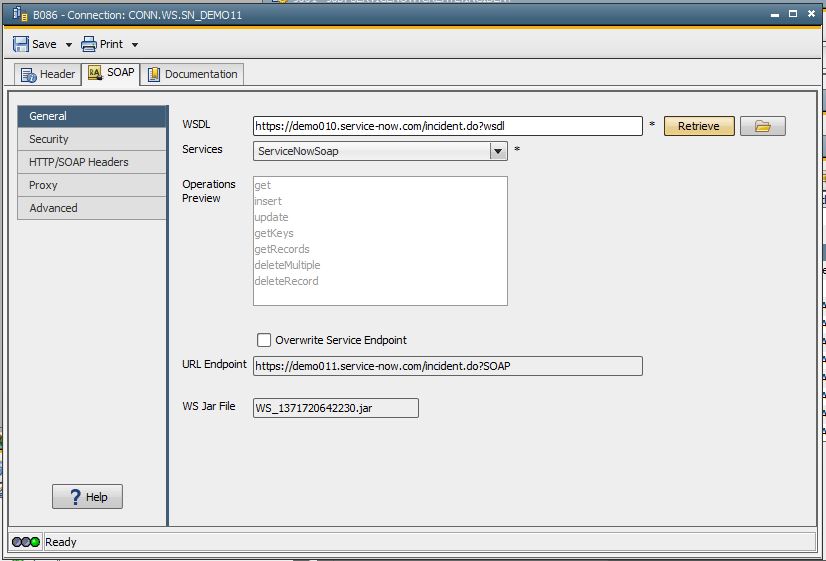 B086 - Connection: CONN.WS.SN_DEMO11
Save Print
Header SOAP Documentation
General
Security
HTTP/SOAP Headers
Proxy
Advanced
WSDL https://demo010.service-now.com/incident.do?wsdl * Retrieve
Services ServiceNowSoap *
Operations Preview
get
insert
update
getKeys
getRecords
deleteMultiple
deleteRecord
Overwrite Service Endpoint
URL Endpoint https://demo011.service-now.com/incident.do?SOAP
WS Jar File WS_1371720642230.jar
? Help
Ready